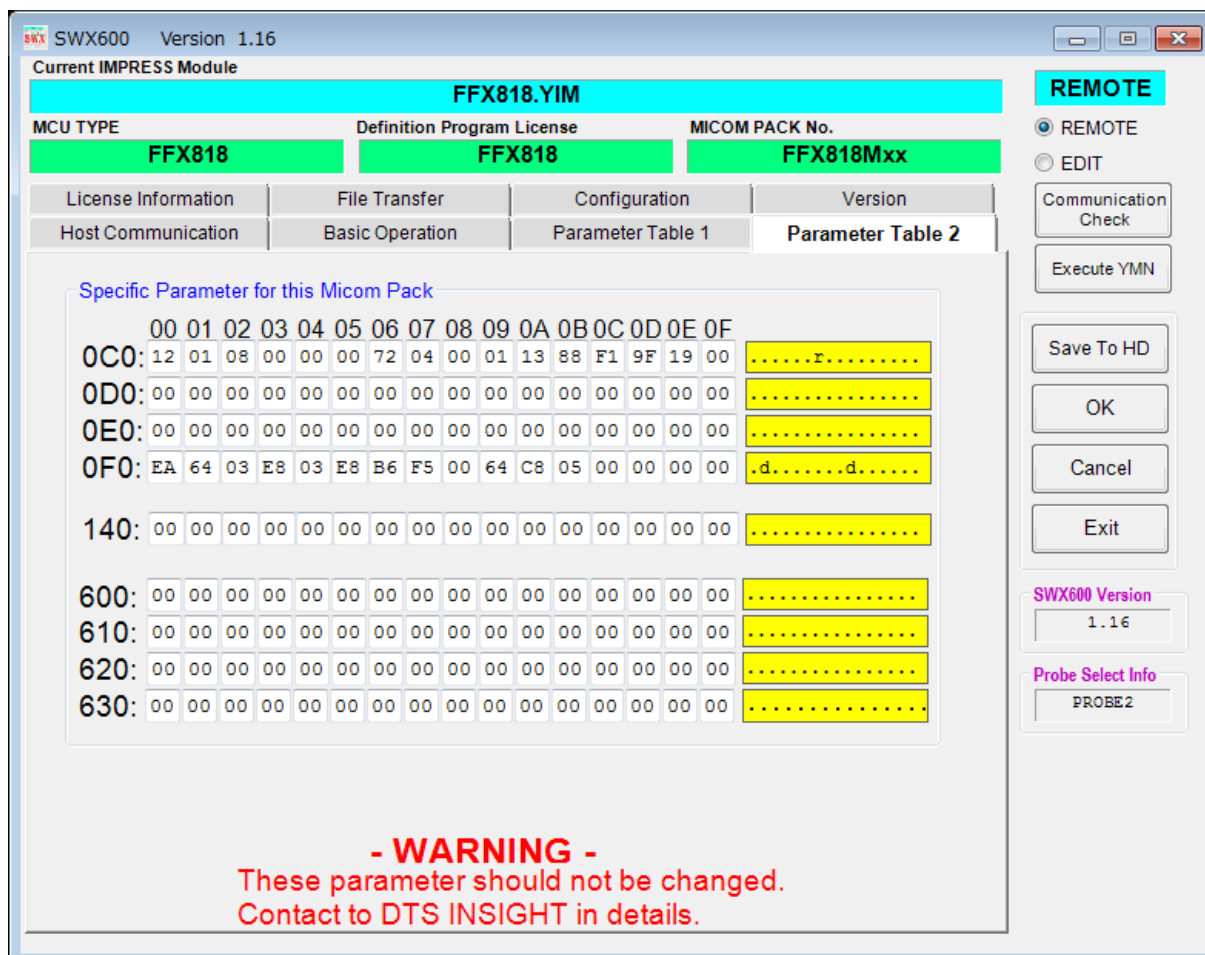 SWX600 Version 1.16
Current IMPRESS Module
FFX818.YIM
MCU TYPE Definition Program License MICOM PACK No.
FFX818 FFX818 FFX818Mxx
License Information File Transfer Configuration Version
Host Communication Basic Operation Parameter Table 1 Parameter Table 2
Specific Parameter for this Micom Pack
00 01 02 03 04 05 06 07 08 09 0A 0B 0C 0D 0E 0F
0C0: 12 01 08 00 00 00 72 04 00 01 13 88 F1 9F 19 00 ......r.........
0D0: 00 00 00 00 00 00 00 00 00 00 00 00 00 00 00 00 ................
0E0: 00 00 00 00 00 00 00 00 00 00 00 00 00 00 00 00 ................
0F0: EA 64 03 E8 03 E8 B6 F5 00 64 C8 05 00 00 00 00 .d.......d......
140: 00 00 00 00 00 00 00 00 00 00 00 00 00 00 00 00 ................
600: 00 00 00 00 00 00 00 00 00 00 00 00 00 00 00 00 ................
610: 00 00 00 00 00 00 00 00 00 00 00 00 00 00 00 00 ................
620: 00 00 00 00 00 00 00 00 00 00 00 00 00 00 00 00 ................
630: 00 00 00 00 00 00 00 00 00 00 00 00 00 00 00 00 ................
- WARNING -
These parameter should not be changed.
Contact to DTS INSIGHT in details.
REMOTE
REMOTE
EDIT
Communication
Check
Execute YMN
Save To HD
OK
Cancel
Exit
SWX600 Version
1.16
Probe Select Info
PROBE2